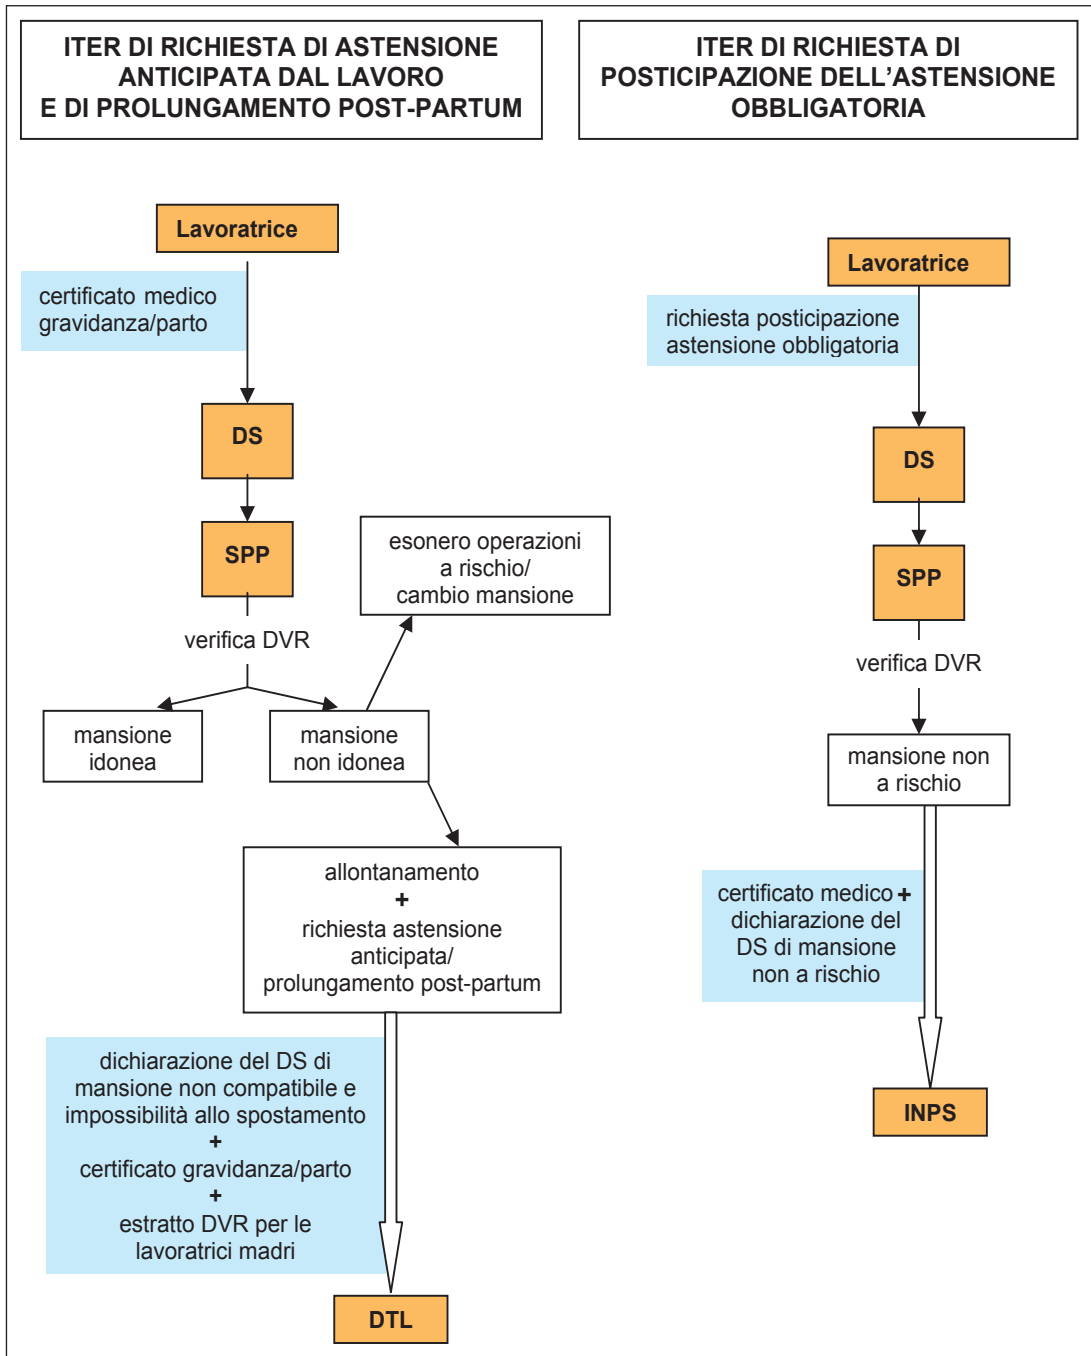 ITER DI RICHIESTA DI ASTENSIONE
ANTICIPATA DAL LAVORO
E DI PROLUNGAMENTO POST-PARTUM
Lavoratrice
certificato medico
gravidanza/parto
DS
SPP
verifica DVR
esonero operazioni
a rischio/
cambio mansione
mansione
idonea
mansione
non idonea
allontanamento
+
richiesta astensione
anticipata/
prolungamento post-partum
dichiarazione del DS di
mansione non compatibile e
impossibilità allo spostamento
+
certificato gravidanza/parto
+
estratto DVR per le
lavoratrici madri
DTL
ITER DI RICHIESTA DI
POSTICIPAZIONE DELL’ASTENSIONE
OBBLIGATORIA
Lavoratrice
richiesta posticipazione
astensione obbligatoria
DS
SPP
verifica DVR
mansione non
a rischio
certificato medico +
dichiarazione del
DS di mansione
non a rischio
INPS